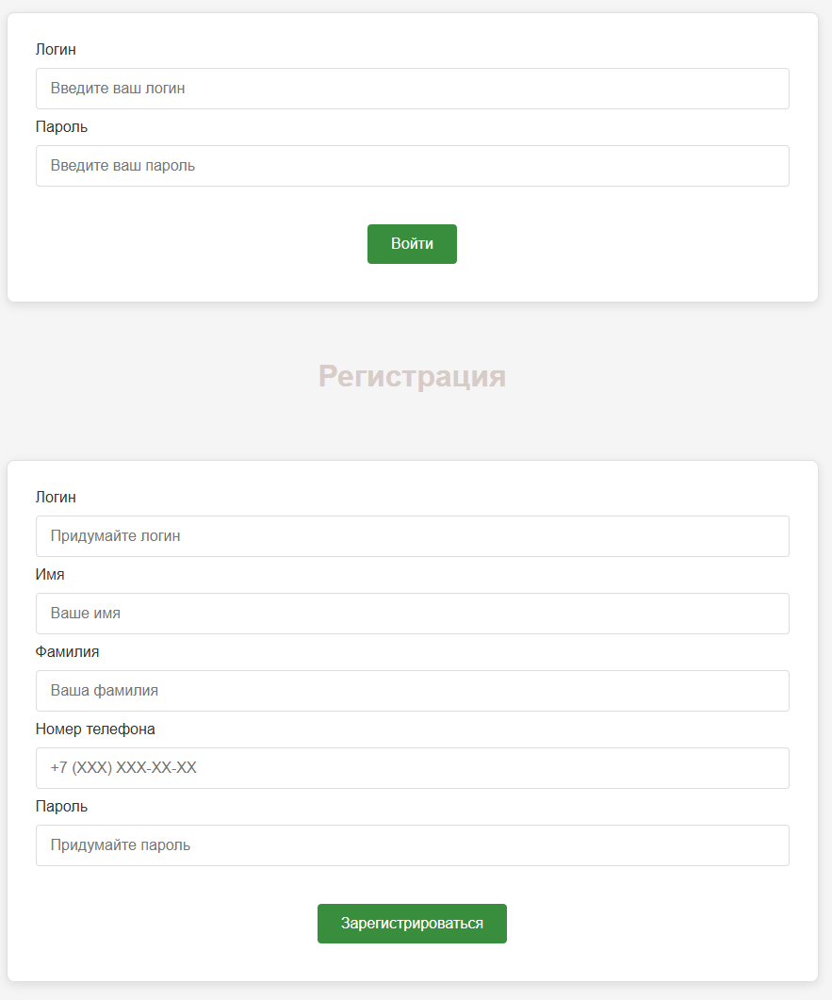 Логин
Введите ваш логин
Пароль
Введите ваш пароль
Войти
Регистрация
Логин
Придумайте логин
Имя
Ваше имя
Фамилия
Ваша фамилия
Номер телефона
+7 (XXX) XXX-XX-XX
Пароль
Придумайте пароль
Зарегистрироваться